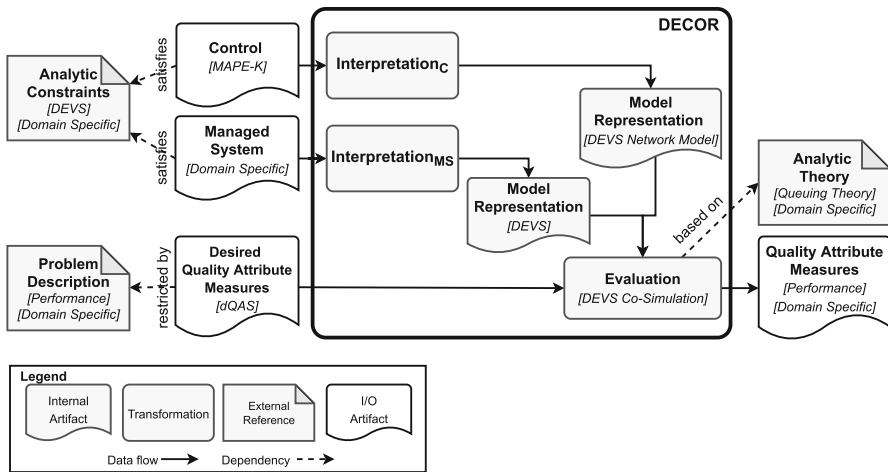 DECOR
satisfies
Control
[MAPE-K]
Interpretation_C
Analytic
Constraints
[DEVS]
[Domain Specific]
Model
Representation
[DEVS Network Model]
satisfies
Managed
System
[Domain Specific]
Interpretation_MS
Model
Representation
[DEVS]
Analytic
Theory
[Queuing Theory]
[Domain Specific]
based on
Problem
Description
[Performance]
[Domain Specific]
restricted by
Desired
Quality Attribute
Measures
[dQAS]
Evaluation
[DEVS Co-Simulation]
Quality Attribute
Measures
[Performance]
[Domain Specific]
Legend
Internal
Artifact
Transformation
External
Reference
I/O
Artifact
Data flow
Dependency